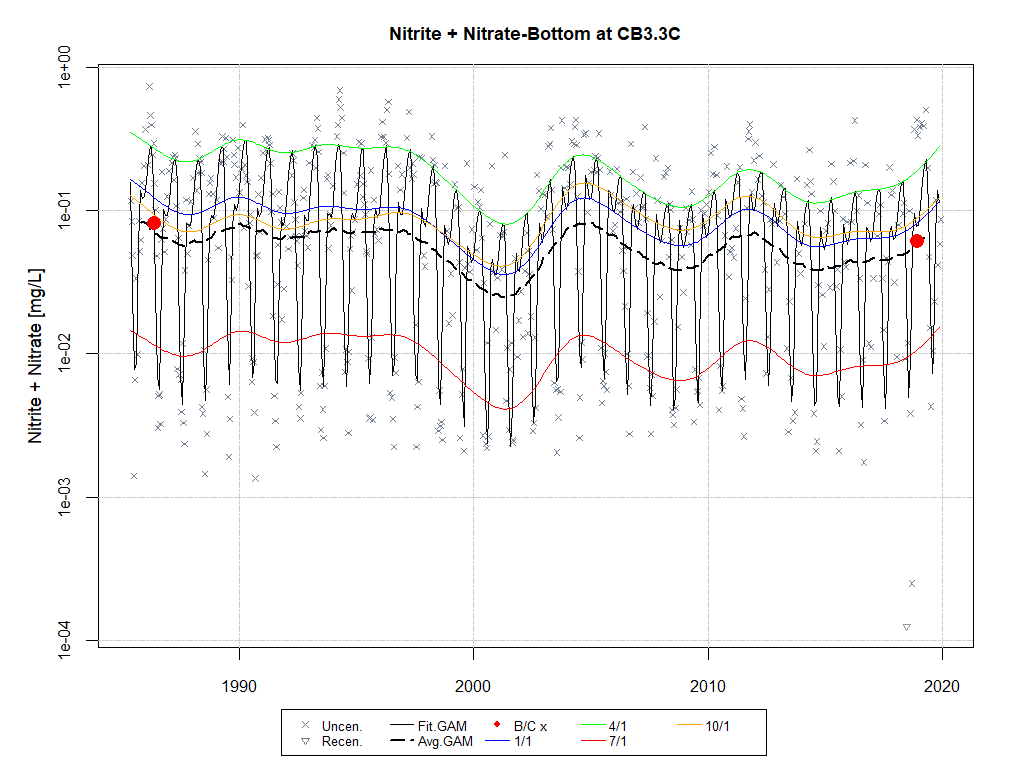 Nitrite + Nitrate-Bottom at CB3.3C
Nitrite + Nitrate [mg/L]
1e+00
1e-01
1e-02
1e-03
1e-04
1990 2000 2010 2020
Uncen. Fit.GAM B/C x 4/1 10/1
Recen. Avg.GAM 1/1 7/1